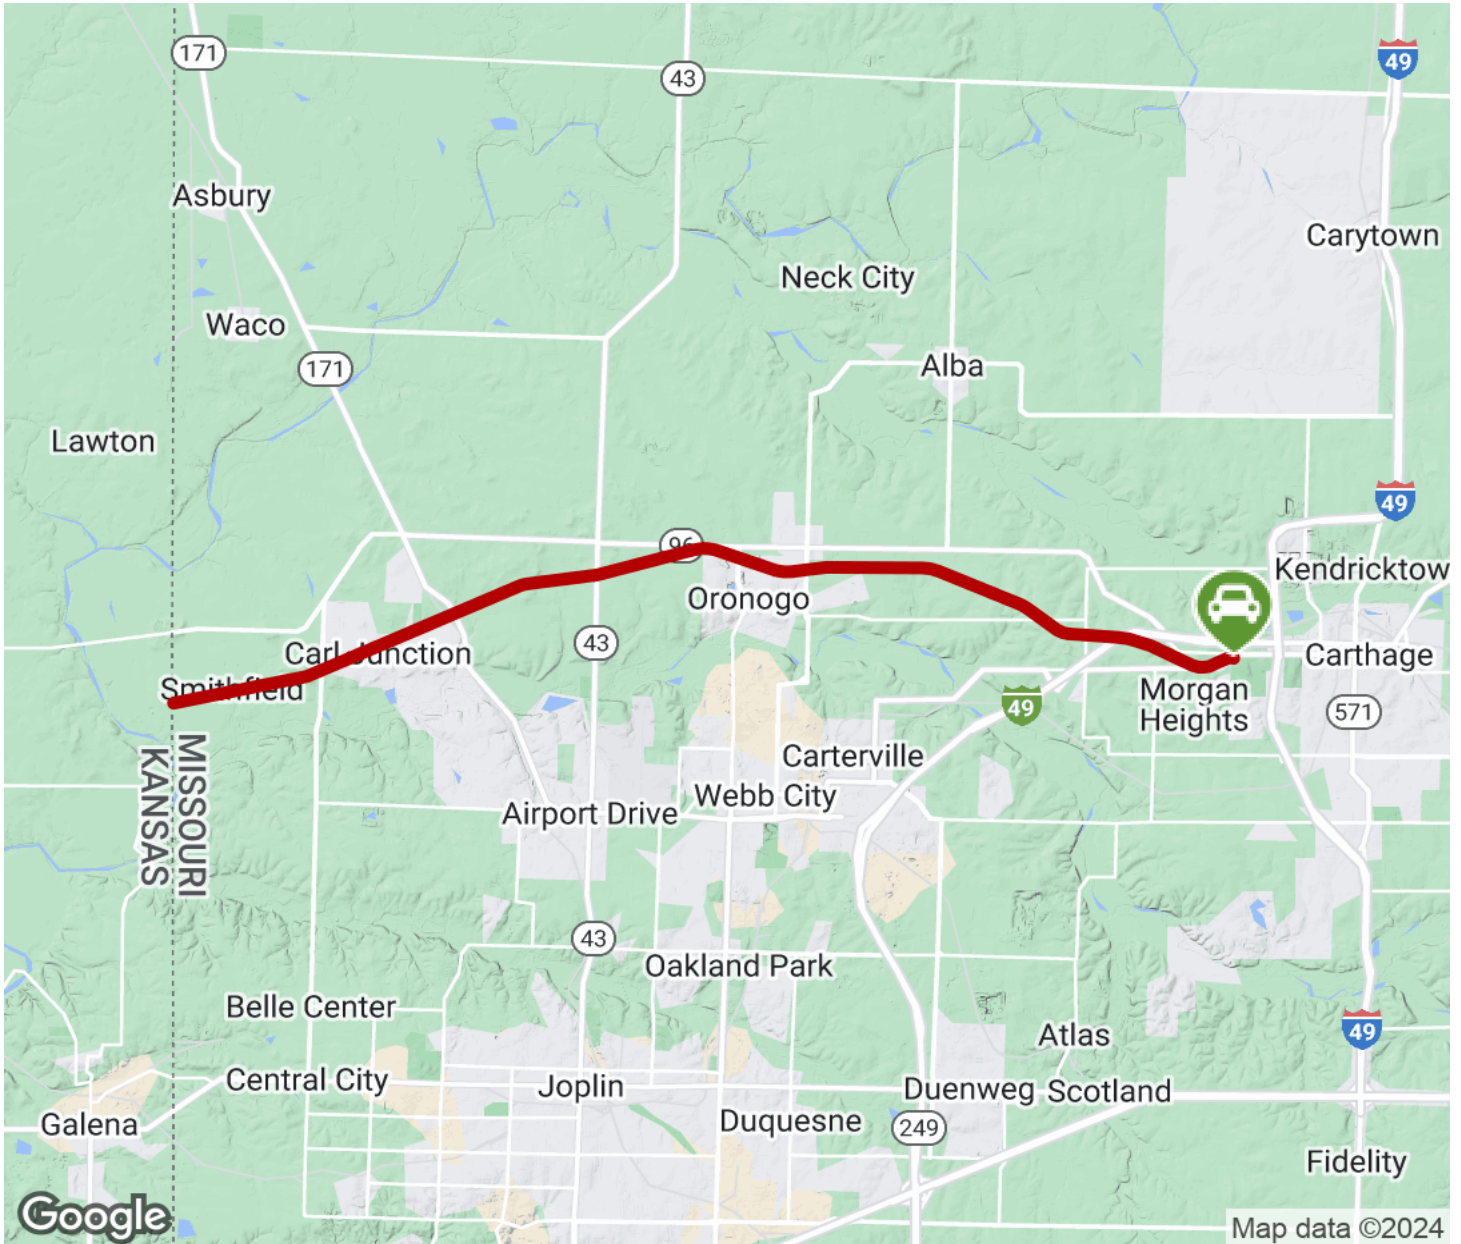 171
43
49
Asbury
Carytown
Neck City
Waco
171
Alba
Lawton
49
96
Kendricktow
Oronogo
43
Carl Junction
Carthage
Smithfield
Morgan
Heights
49
571
MISSOURI
KANSAS
Carterville
Webb City
Airport Drive
43
Oakland Park
Belle Center
Atlas
49
Central City
Joplin
Duenweg
Scotland
Galena
Duquesne
249
Fidelity
Google
Map data ©2024